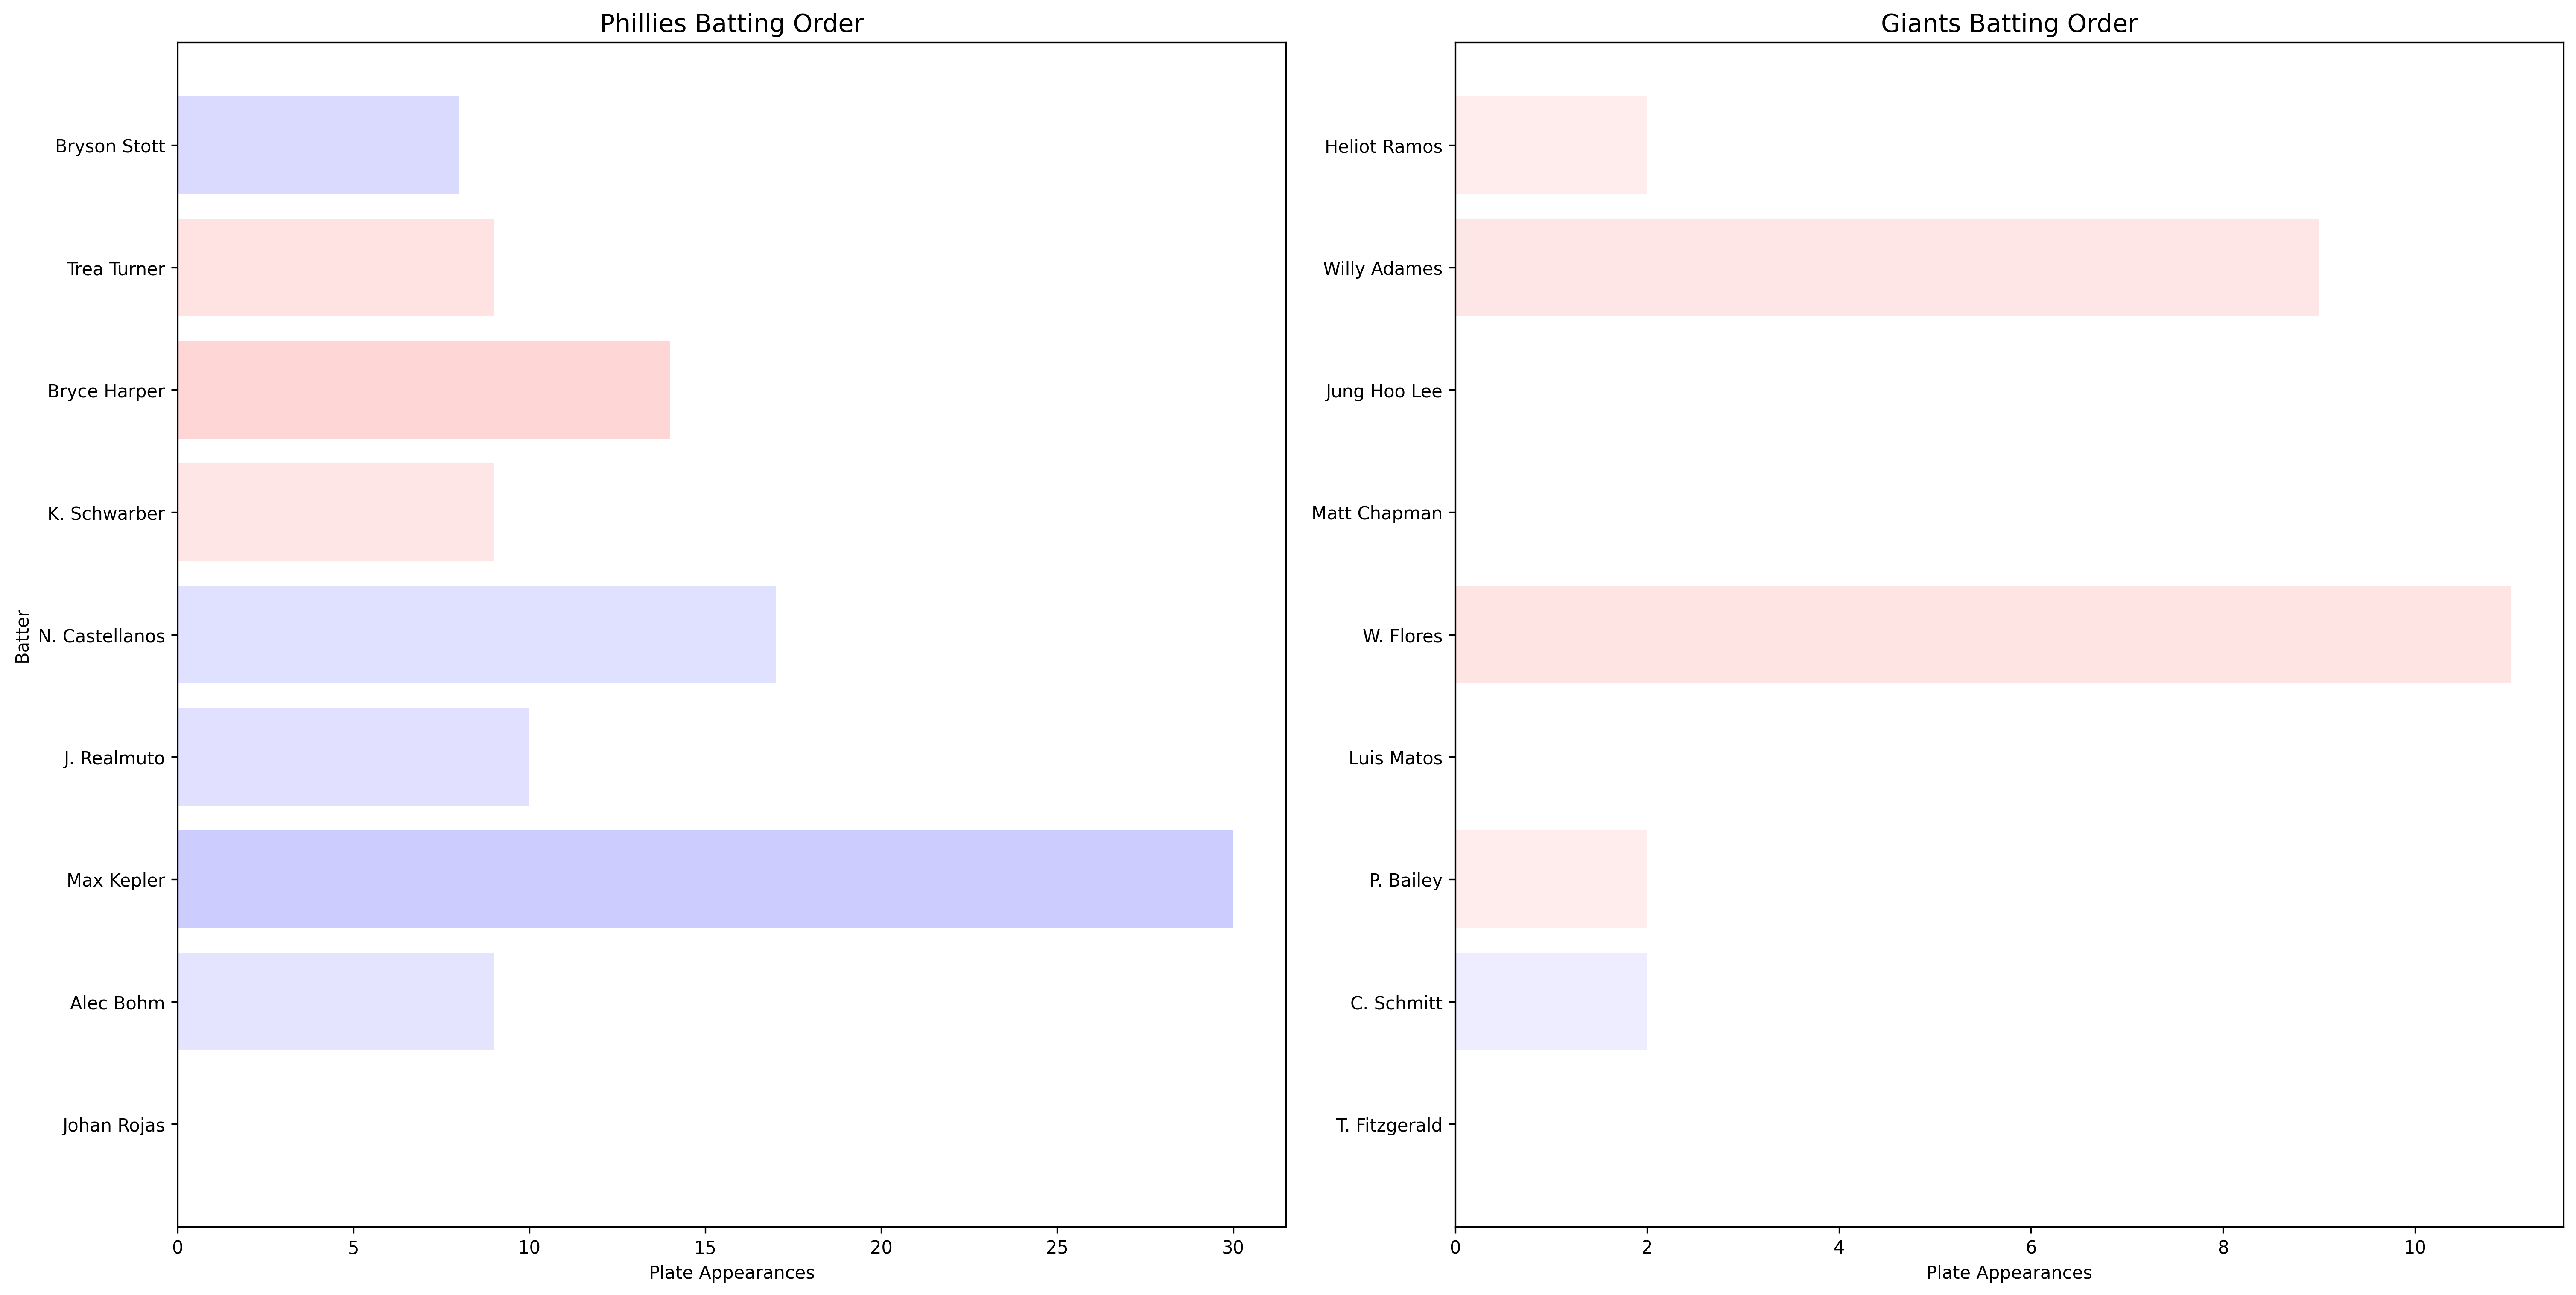 Phillies Batting Order
Batter
Bryson Stott
Trea Turner
Bryce Harper
K. Schwarber
N. Castellanos
J. Realmuto
Max Kepler
Alec Bohm
Johan Rojas
0 5 10 15 20 25 30
Plate Appearances
Giants Batting Order
Heliot Ramos
Willy Adames
Jung Hoo Lee
Matt Chapman
W. Flores
Luis Matos
P. Bailey
C. Schmitt
T. Fitzgerald
0 2 4 6 8 10
Plate Appearances